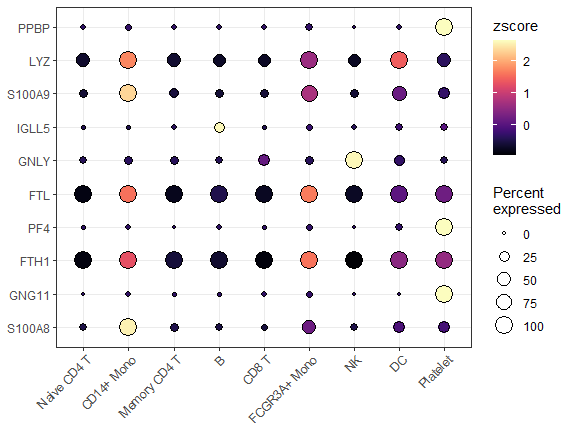 PPBP
LYZ
S100A9
IGLL5
GNLY
FTL
PF4
FTH1
GNG11
S100A8
Naive CD4 T
CD14+ Mono
Memory CD4 T
B
CD8 T
FCGR3A+ Mono
NK
DC
Platelet
zscore
2
1
0
Percent
expressed
0
25
50
75
100